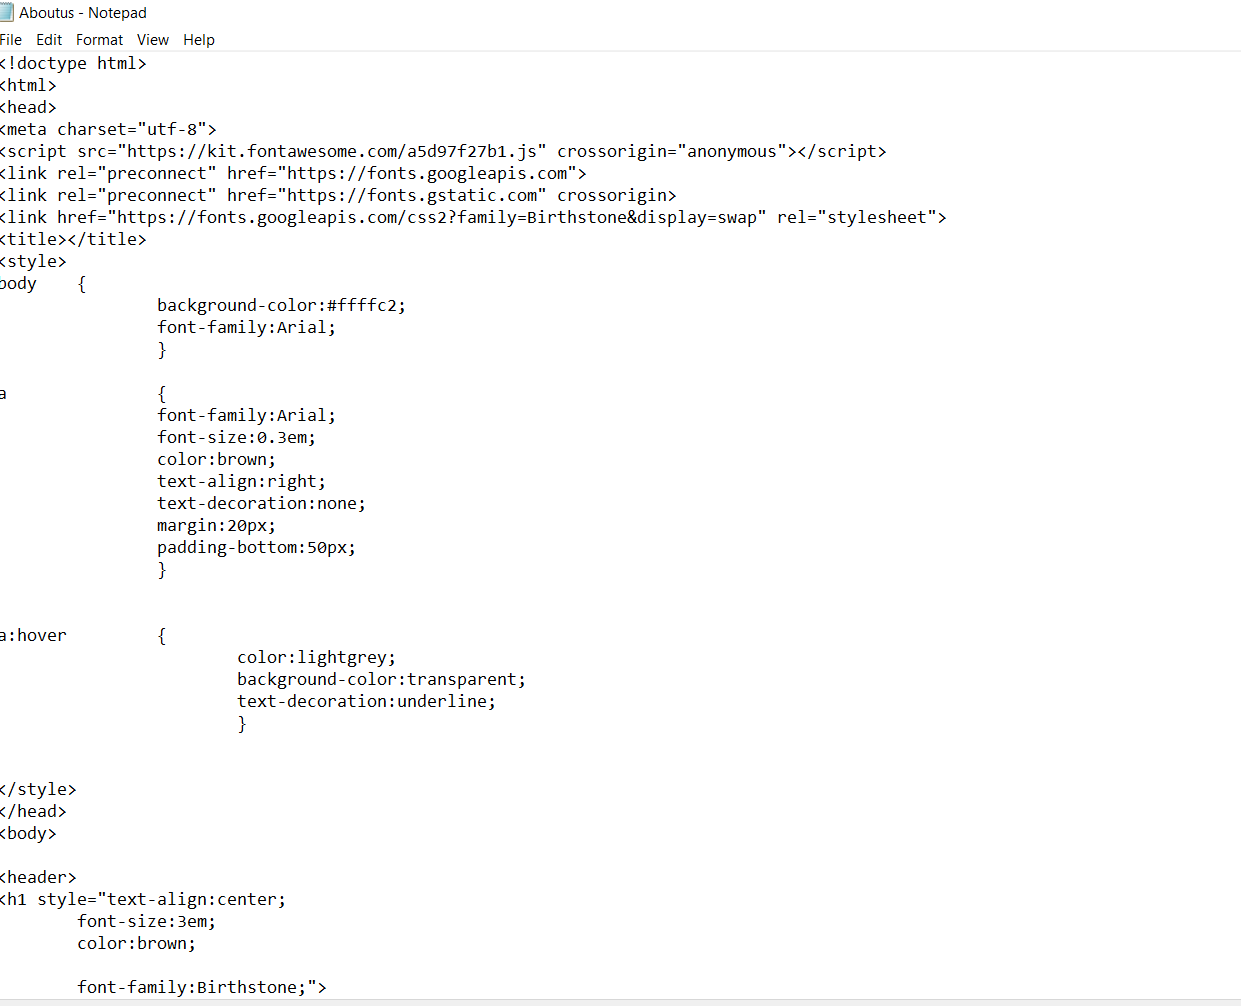 Aboutus - Notepad
File Edit Format View Help
<!doctype html>
<html>
<head>
<meta charset="utf-8">
<script src="https://kit.fontawesome.com/a5d97f27b1.js" crossorigin="anonymous"></script>
<link rel="preconnect" href="https://fonts.googleapis.com">
<link rel="preconnect" href="https://fonts.gstatic.com" crossorigin>
<link href="https://fonts.googleapis.com/css2?family=Birthstone&display=swap" rel="stylesheet">
<title></title>
<style>
body {
background-color:#ffffc2;
font-family:Arial;
}
a {
font-family:Arial;
font-size:0.3em;
color:brown;
text-align:right;
text-decoration:none;
margin:20px;
padding-bottom:50px;
}
a:hover {
color:lightgrey;
background-color:transparent;
text-decoration:underline;
}
</style>
</head>
<body>
<header>
<h1 style="text-align:center;
font-size:3em;
color:brown;
font-family:Birthstone;">